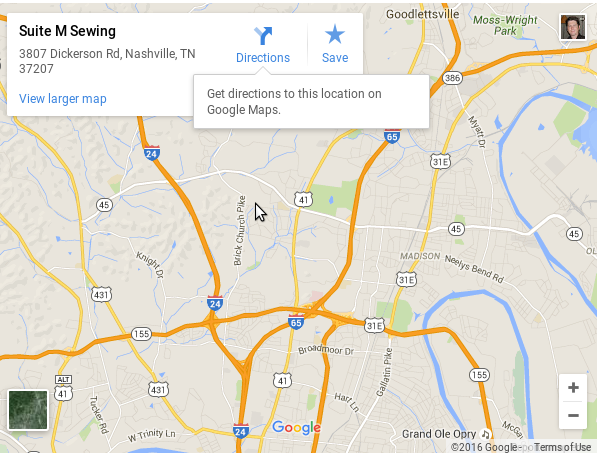 Suite M Sewing
3807 Dickerson Rd, Nashville, TN
37207
View larger map
Directions
Save
Get directions to this location on
Google Maps.
Goodlettsville
Moss-Wright
Park
386
65
24
31E
Myatt Dr
45
41
45
45
Brick Church Pike
MADISON
Neelys Bend Rd
Knight Dr
31E
431
24
65
31E
155
Broadmoor Dr
Gallatin Pike
155
ALT
41
431
41
Hart Ln
Tucker Rd
W Trinity Ln
24
Google
Grand Ole Opry
McGa
+
−
©2016 Google
Terms of Use